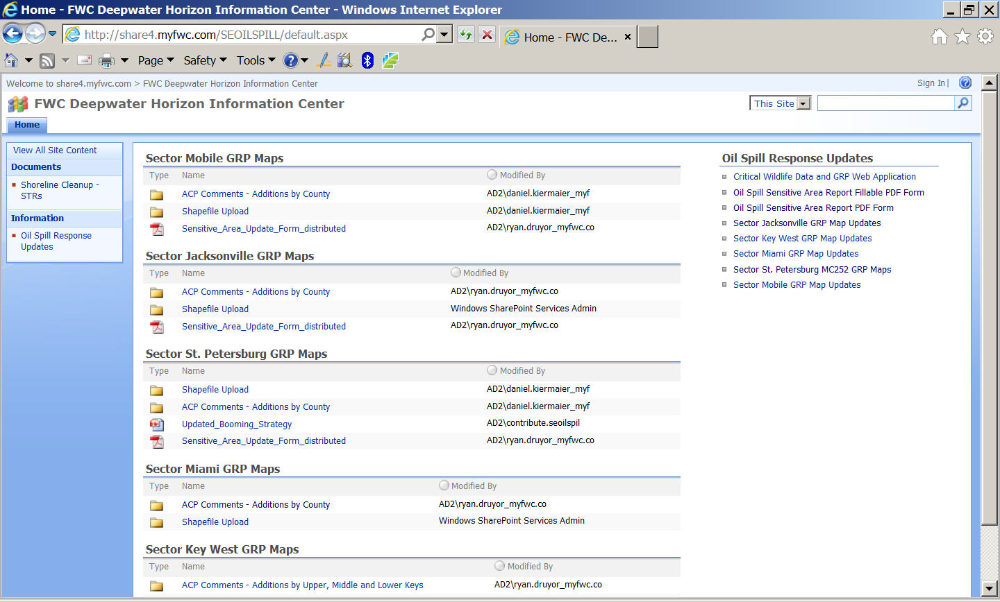 Home - FWC Deepwater Horizon Information Center - Windows Internet Explorer
http://share4.myfwc.com/SEOILSPILL/default.aspx
Home - FWC De...
Page Safety Tools
Welcome to share4.myfwc.com > FWC Deepwater Horizon Information Center
Sign In |
FWC Deepwater Horizon Information Center
This Site
Home
View All Site Content
Documents
Shoreline Cleanup -
STRs
Information
Oil Spill Response
Updates
Sector Mobile GRP Maps
Type Name Modified By
ACP Comments - Additions by County AD2\daniel.kiermaier_myf
Shapefile Upload AD2\daniel.kiermaier_myf
Sensitive_Area_Update_Form_distributed AD2\ryan.druyor_myfwc.co
Sector Jacksonville GRP Maps
Type Name Modified By
ACP Comments - Additions by County AD2\ryan.druyor_myfwc.co
Shapefile Upload Windows SharePoint Services Admin
Sensitive_Area_Update_Form_distributed AD2\ryan.druyor_myfwc.co
Sector St. Petersburg GRP Maps
Type Name Modified By
Shapefile Upload AD2\daniel.kiermaier_myf
ACP Comments - Additions by County AD2\daniel.kiermaier_myf
Updated_Booming_Strategy AD2\contribute.seoilspil
Sensitive_Area_Update_Form_distributed AD2\ryan.druyor_myfwc.co
Sector Miami GRP Maps
Type Name Modified By
ACP Comments - Additions by County AD2\ryan.druyor_myfwc.co
Shapefile Upload Windows SharePoint Services Admin
Sector Key West GRP Maps
Type Name Modified By
ACP Comments - Additions by Upper, Middle and Lower Keys AD2\ryan.druyor_myfwc.co
Oil Spill Response Updates
Critical Wildlife Data and GRP Web Application
Oil Spill Sensitive Area Report Fillable PDF Form
Oil Spill Sensitive Area Report PDF Form
Sector Jacksonville GRP Map Updates
Sector Key West GRP Map Updates
Sector Miami GRP Map Updates
Sector St. Petersburg MC252 GRP Maps
Sector Mobile GRP Map Updates